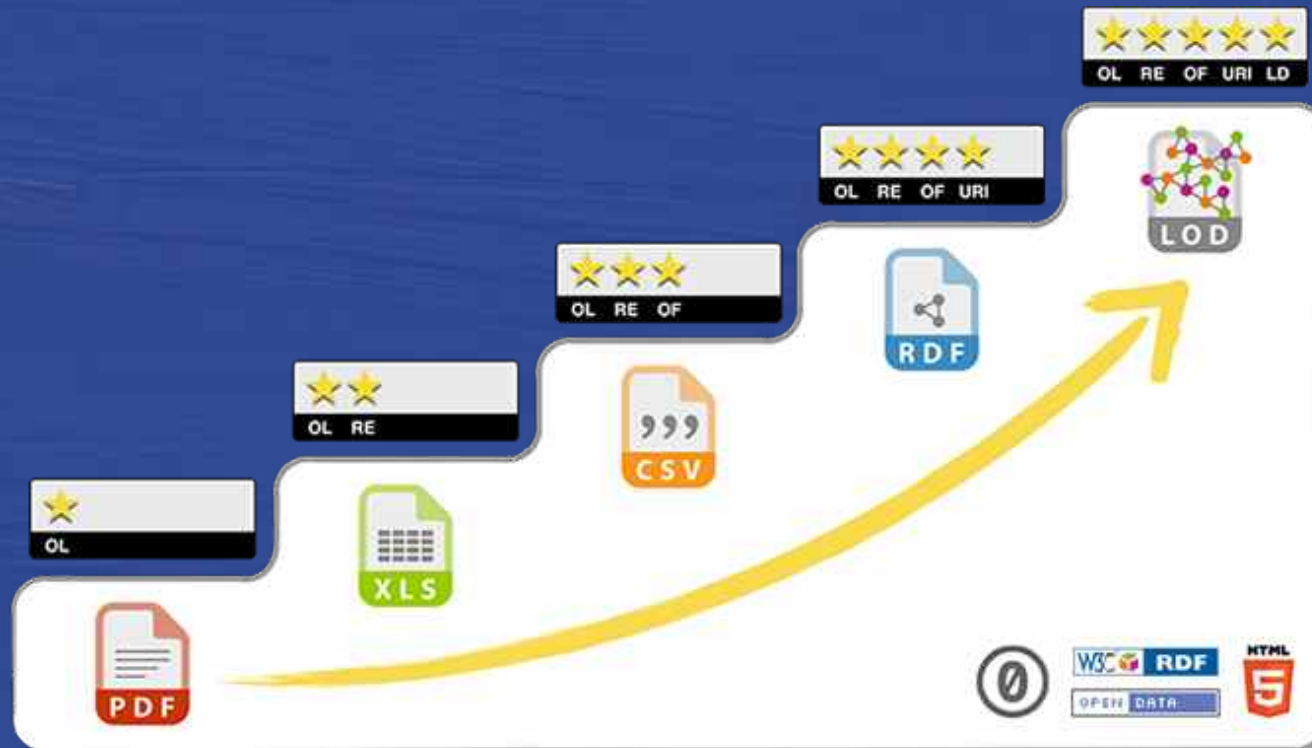 OL RE OF URI LD
OL RE OF URI
LOD
OL RE OF
RDF
OL RE
CSV
OL
XLS
PDF
0
W3C RDF
OPEN DATA
HTML
5